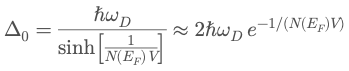 Δ₀ = ħω_D / sinh[1/(N(E_F) V)] ≈ 2ħω_D e^{-1/(N(E_F)V)}